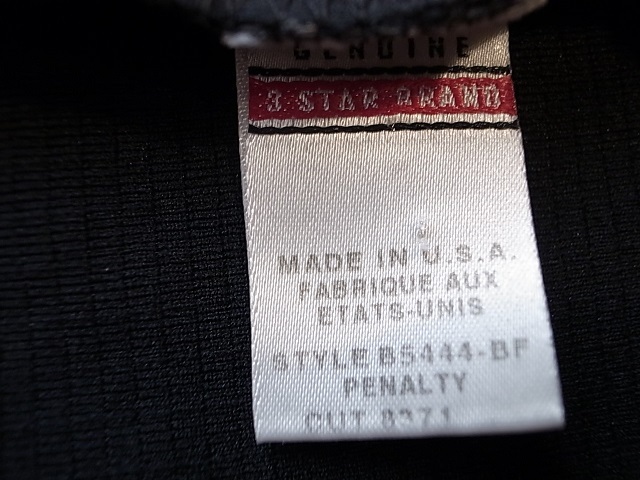 GENUINE
3 STAR BRAND
MADE IN U.S.A.
FABRIQUE AUX
ETATS-UNIS
STYLE B5444-BF
PENALTY
CUT 8371